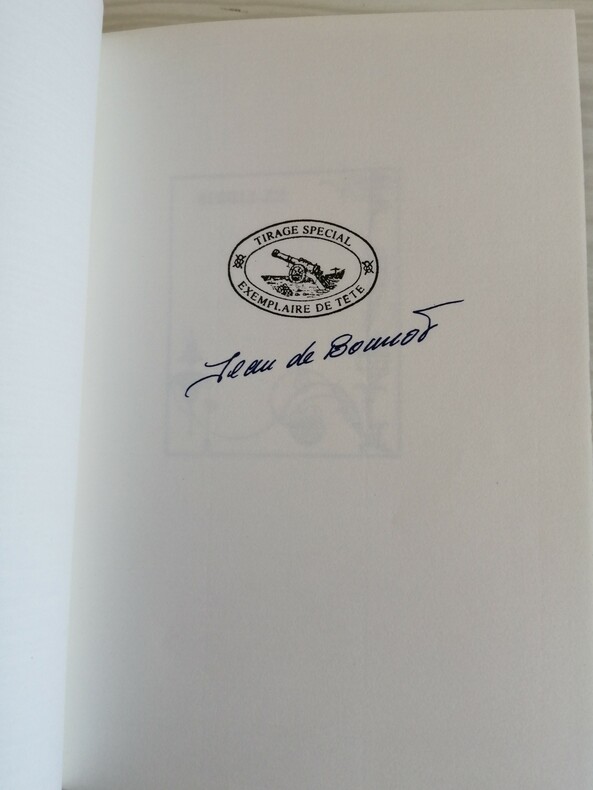 TIRAGE SPECIAL
EXEMPLAIRE DE TETE
Jean de Bonnot